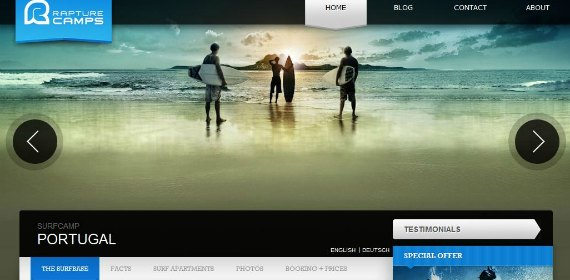 RAPTURE
CAMPS
HOME BLOG CONTACT ABOUT
SURFCAMP
PORTUGAL
ENGLISH | DEUTSCH
TESTIMONIALS
THE SURFBASE FACTS SURF APARTMENTS PHOTOS BOOKING + PRICES
SPECIAL OFFER